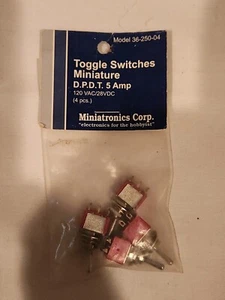 Model 36-250-04
Toggle Switches
Miniature
D.P.D.T. 5 Amp
120 VAC/28VDC
(4 pcs.)
Miniatronics Corp.
"electronics for the hobbyist"